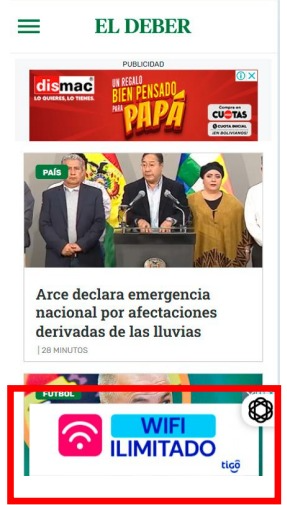 EL DEBER
PUBLICIDAD
dismac
LO QUIERES, LO TIENES.
UN REGALO
BIEN PENSADO
PARA
PAPÁ
Compra en
CUOTAS
CUOTA INICIAL
¡EN BOLIVIANOS!
PAÍS
Arce declara emergencia
nacional por afectaciones
derivadas de las lluvias
| 28 MINUTOS
FÚTBOL
WIFI
ILIMITADO
tigo